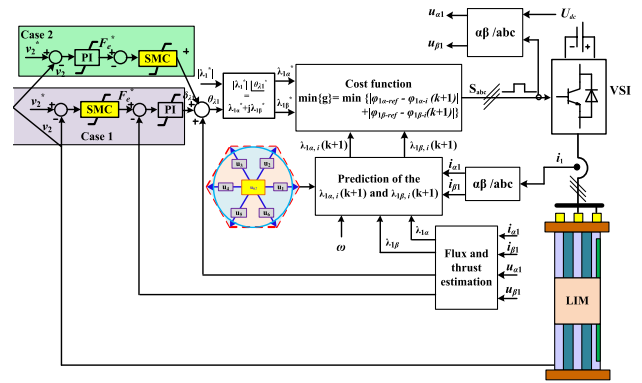 Case 2
v₂*
v₂
PI
Fₑ*
SMC
Case 1
v₂*
v₂
SMC
Fₑ*
PI
θλ1
|λ₁*|
|λ₁*| θλ1*
=
λ1α*+jλ1β*
λ1α*
λ1β*
Cost function
min{g}= min {|φ1α-ref - φ1α-i (k+1)|
+|φ1β-ref - φ1β-i(k+1)|}
Sabc
uα1
uβ1
αβ /abc
Udc
VSI
i₁
λ1α, i (k+1)
λ1β, i (k+1)
Prediction of the
λ1α, i (k+1) and λ1β, i (k+1)
iα1
iβ1
αβ /abc
u₃
u₂
u₄
u₁
u₅
u₆
ω
λ1β
λ1α
Flux and
thrust
estimation
iα1
iβ1
uα1
uβ1
LIM